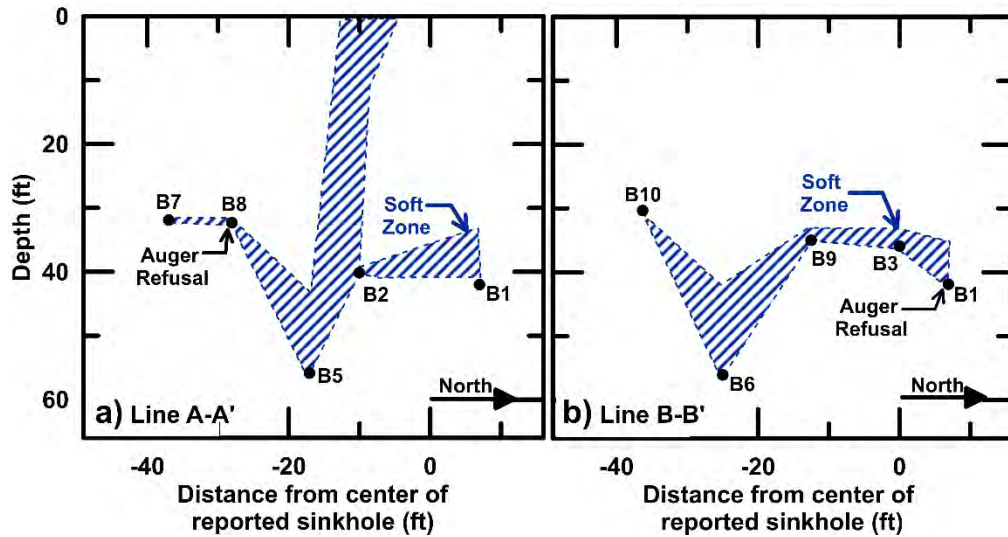 0
20
40
60
Depth (ft)
B7
B8
Auger
Refusal
Soft
Zone
B2
B1
B5
North
a) Line A-A'
-40
-20
0
Distance from center of
reported sinkhole (ft)
B10
Soft
Zone
B9
B3
B1
Auger
Refusal
B6
North
b) Line B-B'
-40
-20
0
Distance from center of
reported sinkhole (ft)